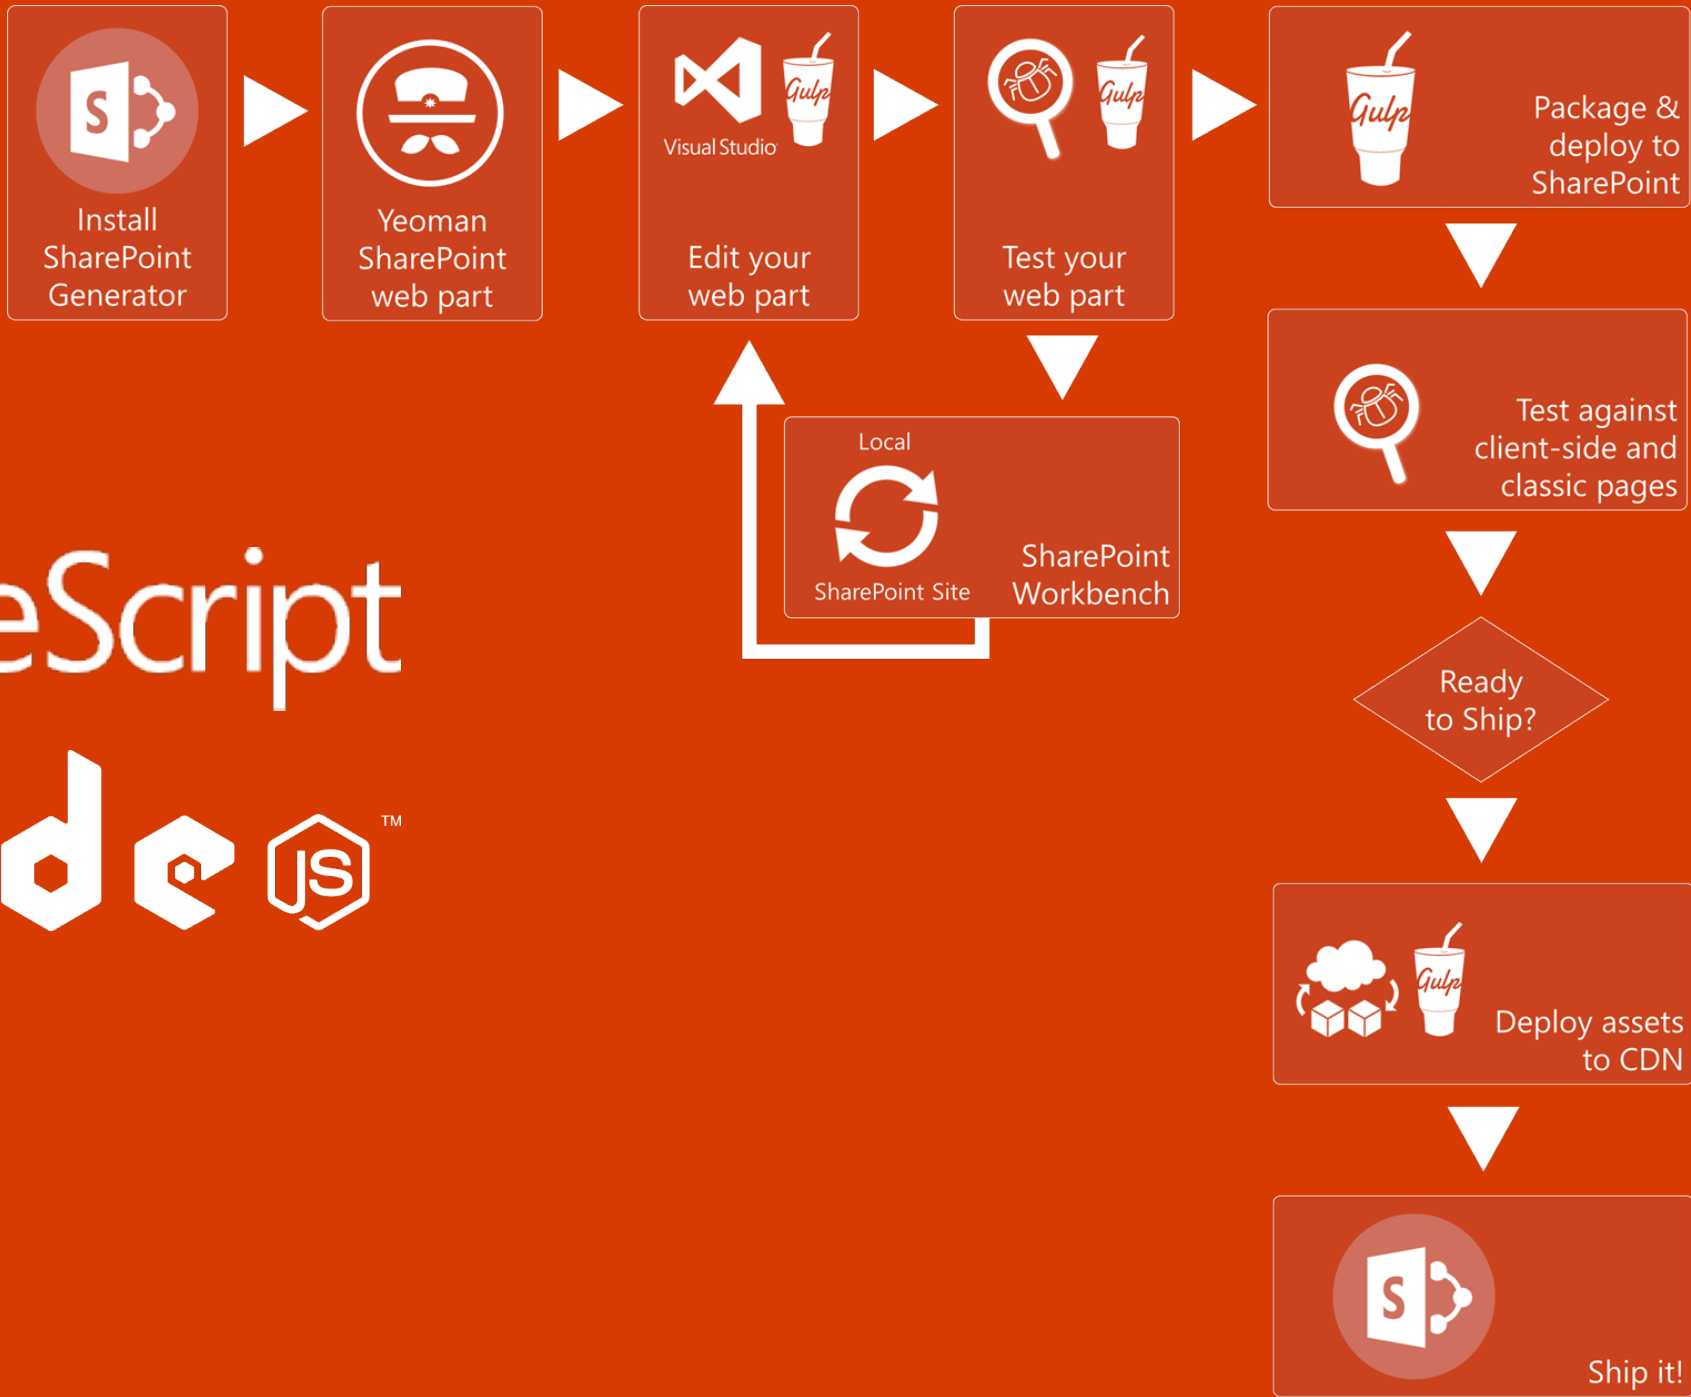 Install
SharePoint
Generator
Yeoman
SharePoint
web part
Visual Studio
Gulp
Edit your
web part
Gulp
Test your
web part
Gulp
Package &
deploy to
SharePoint
Local
SharePoint Site
SharePoint
Workbench
Test against
client-side and
classic pages
eScript
Ready
to Ship?
de JS TM
Gulp
Deploy assets
to CDN
S
Ship it!